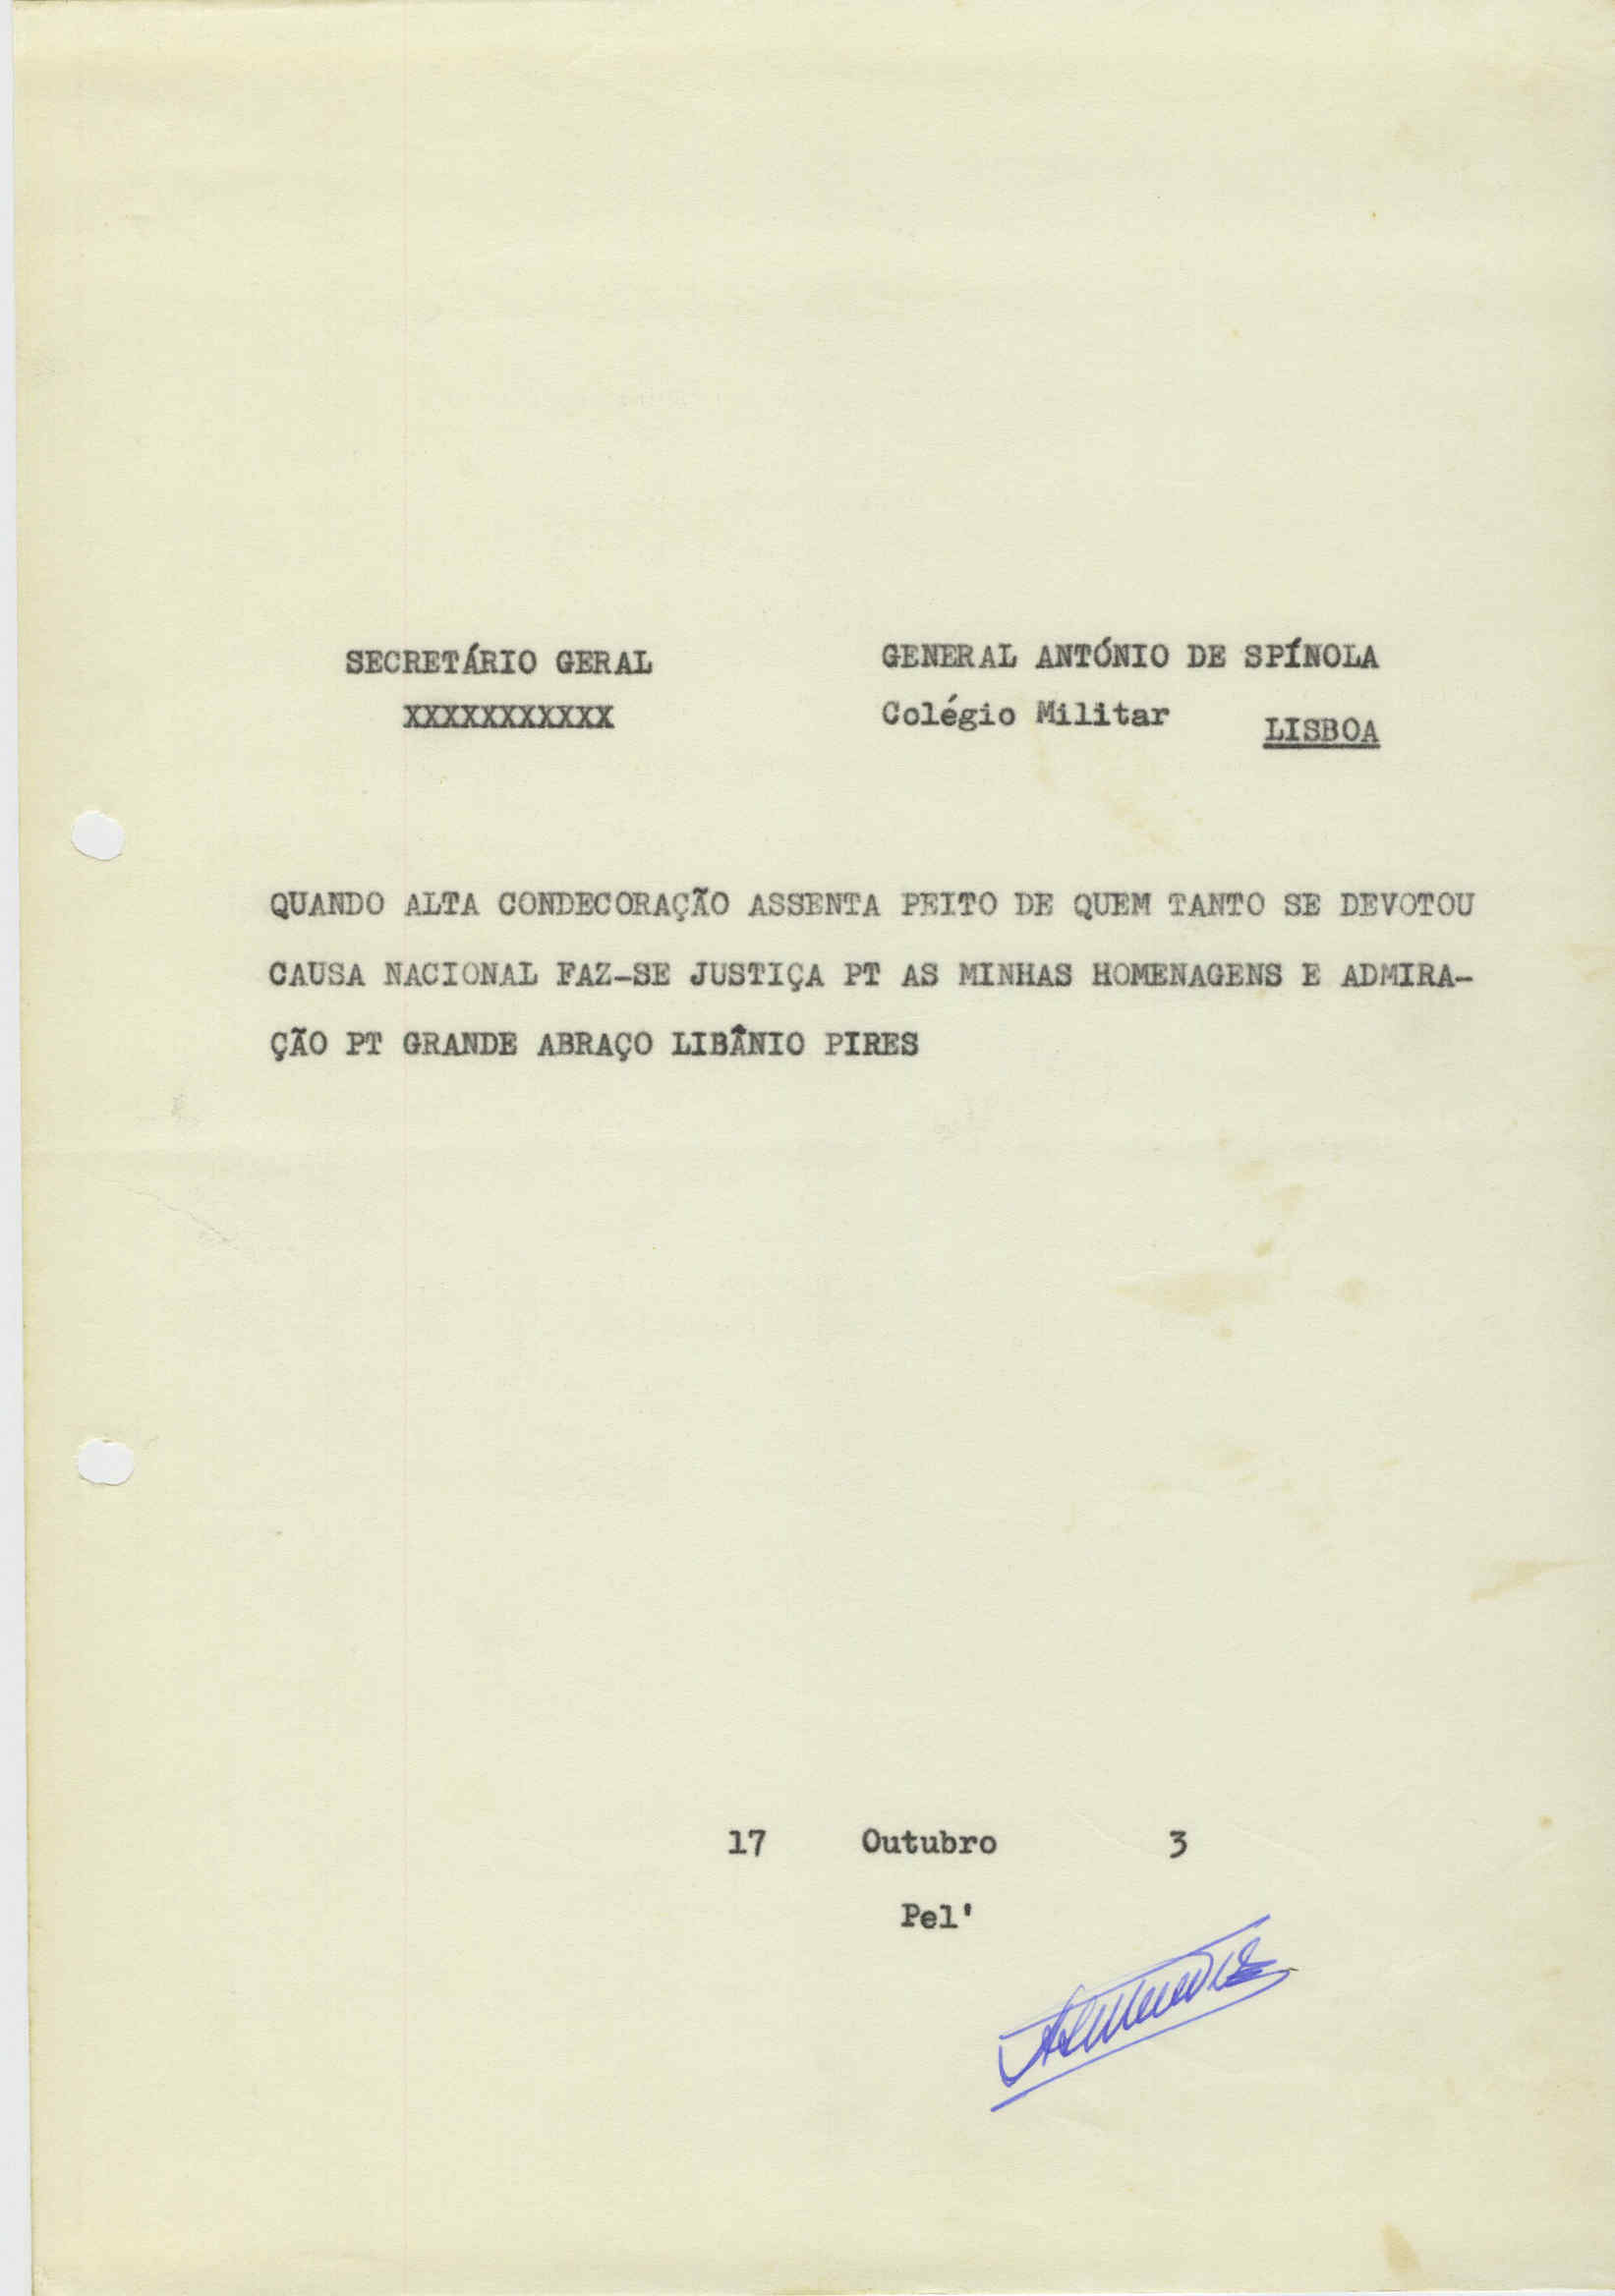 SECRETÁRIO GERAL
XXXXXXXXXXX
GENERAL ANTÓNIO DE SPÍNOLA
Colégio Militar
LISBOA
QUANDO ALTA CONDECORAÇÃO ASSENTA PEITO DE QUEM TANTO SE DEVOTOU
CAUSA NACIONAL FAZ-SE JUSTIÇA PT AS MINHAS HOMENAGENS E ADMIRA-
ÇÃO PT GRANDE ABRAÇO LIBÂNIO PIRES
17 Outubro 3
Pel'